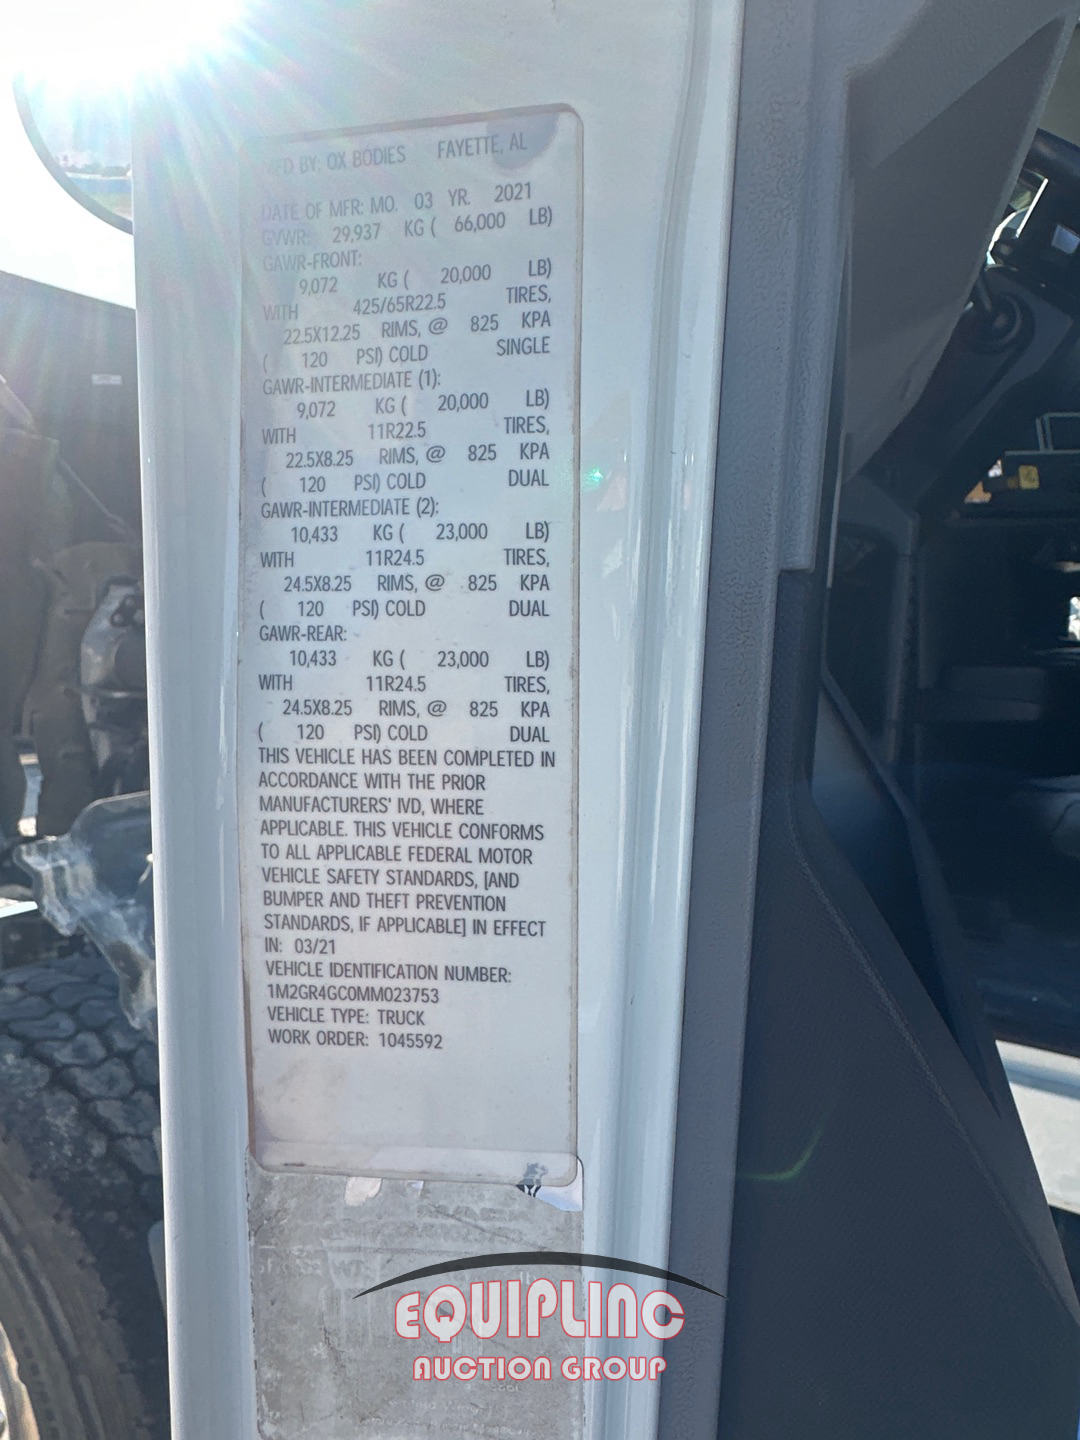 MFD BY: OX BODIES FAYETTE, AL
DATE OF MFR: MO. 03 YR. 2021
GVWR: 29,937 KG ( 66,000 LB)
GAWR-FRONT:
9,072 KG ( 20,000 LB)
WITH 425/65R22.5 TIRES,
22.5X12.25 RIMS, @ 825 KPA
( 120 PSI) COLD SINGLE
GAWR-INTERMEDIATE (1):
9,072 KG ( 20,000 LB)
WITH 11R22.5 TIRES,
22.5X8.25 RIMS, @ 825 KPA
( 120 PSI) COLD DUAL
GAWR-INTERMEDIATE (2):
10,433 KG ( 23,000 LB)
WITH 11R24.5 TIRES,
24.5X8.25 RIMS, @ 825 KPA
( 120 PSI) COLD DUAL
GAWR-REAR:
10,433 KG ( 23,000 LB)
WITH 11R24.5 TIRES,
24.5X8.25 RIMS, @ 825 KPA
( 120 PSI) COLD DUAL
THIS VEHICLE HAS BEEN COMPLETED IN
ACCORDANCE WITH THE PRIOR
MANUFACTURERS' IVD, WHERE
APPLICABLE. THIS VEHICLE CONFORMS
TO ALL APPLICABLE FEDERAL MOTOR
VEHICLE SAFETY STANDARDS, [AND
BUMPER AND THEFT PREVENTION
STANDARDS, IF APPLICABLE] IN EFFECT
IN: 03/21
VEHICLE IDENTIFICATION NUMBER:
1M2GR4GC0MM023753
VEHICLE TYPE: TRUCK
WORK ORDER: 1045592
EQUIPLINC
AUCTION GROUP